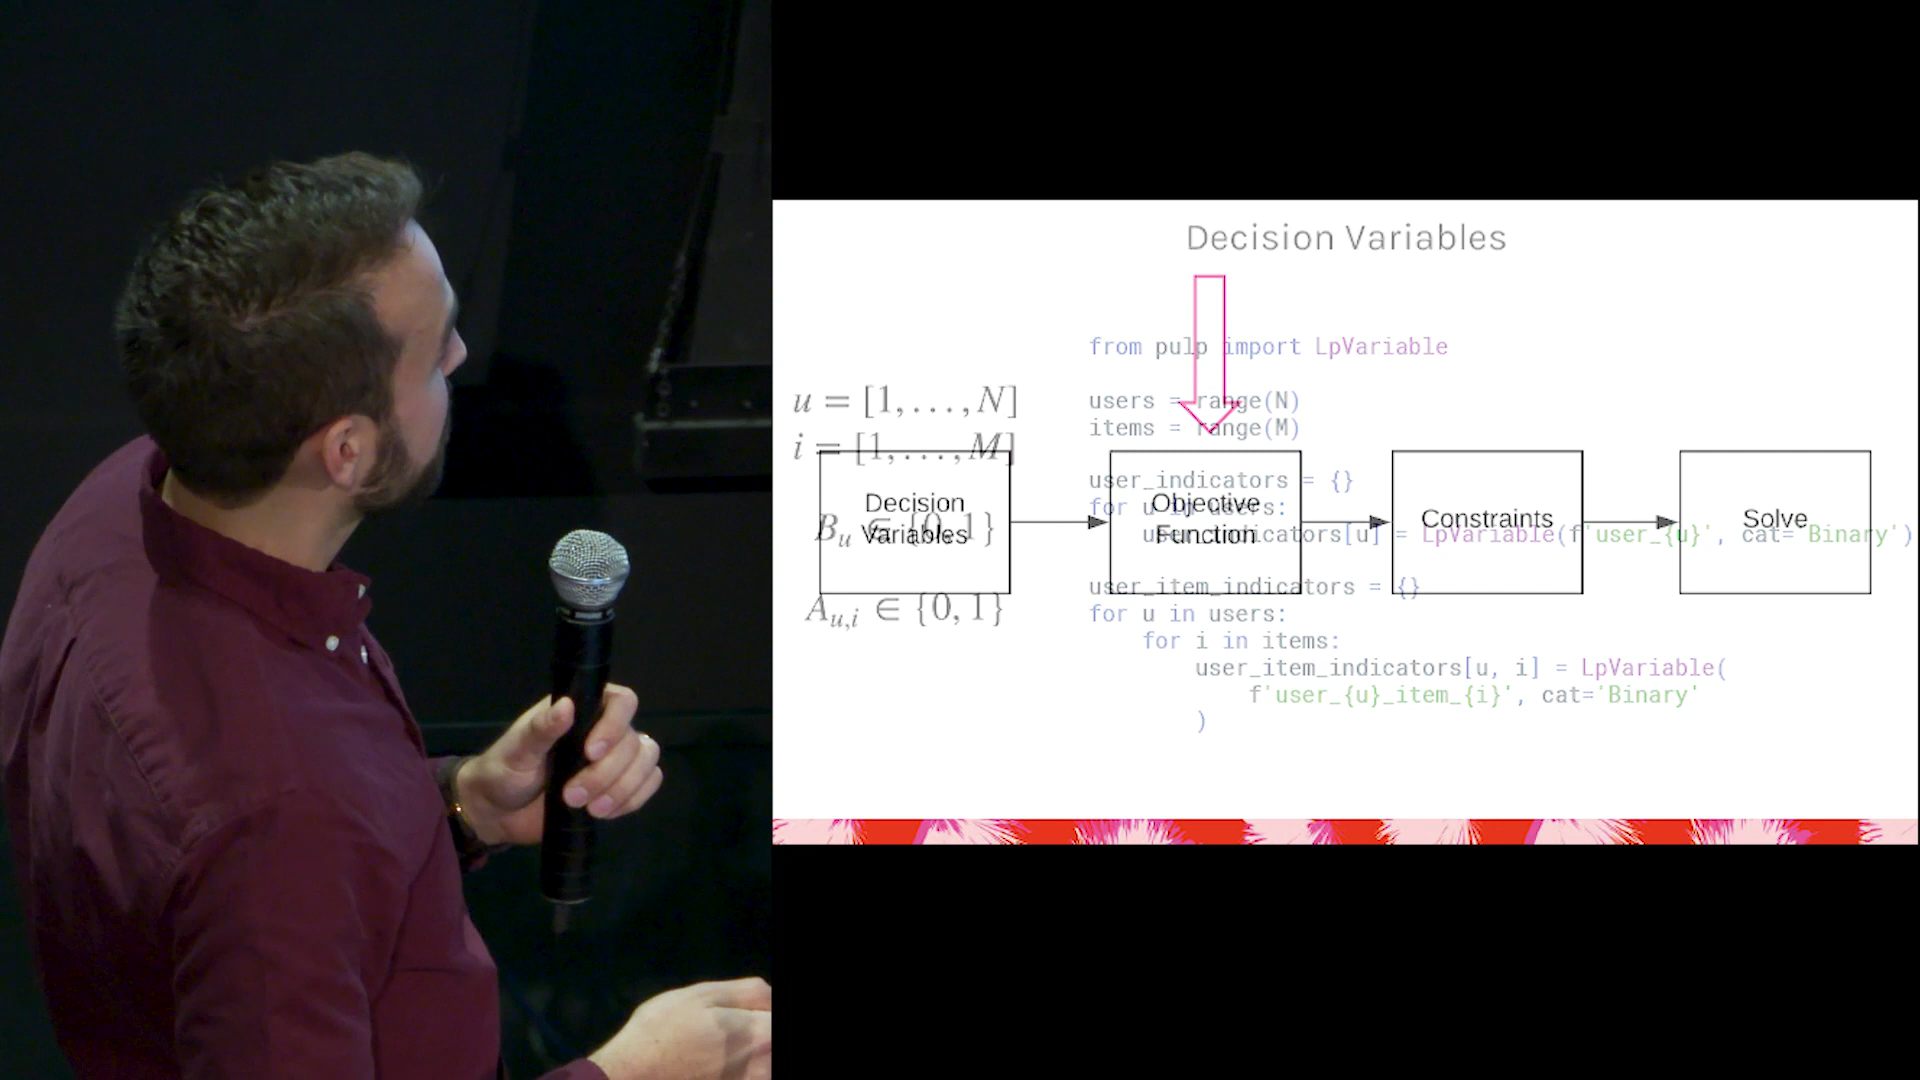 Decision Variables
u = [1, . . . , N]
i = [1, . . . , M]
B_u ∈ {0, 1}
A_{u,i} ∈ {0, 1}
from pulp import LpVariable
users = range(N)
items = range(M)
user_indicators = {}
for u in users:
user_indicators[u] = LpVariable(f'user_{u}', cat='Binary')
user_item_indicators = {}
for u in users:
for i in items:
user_item_indicators[u, i] = LpVariable(
f'user_{u}_item_{i}', cat='Binary'
)
Decision
Variables
Objective
Function
Constraints
Solve